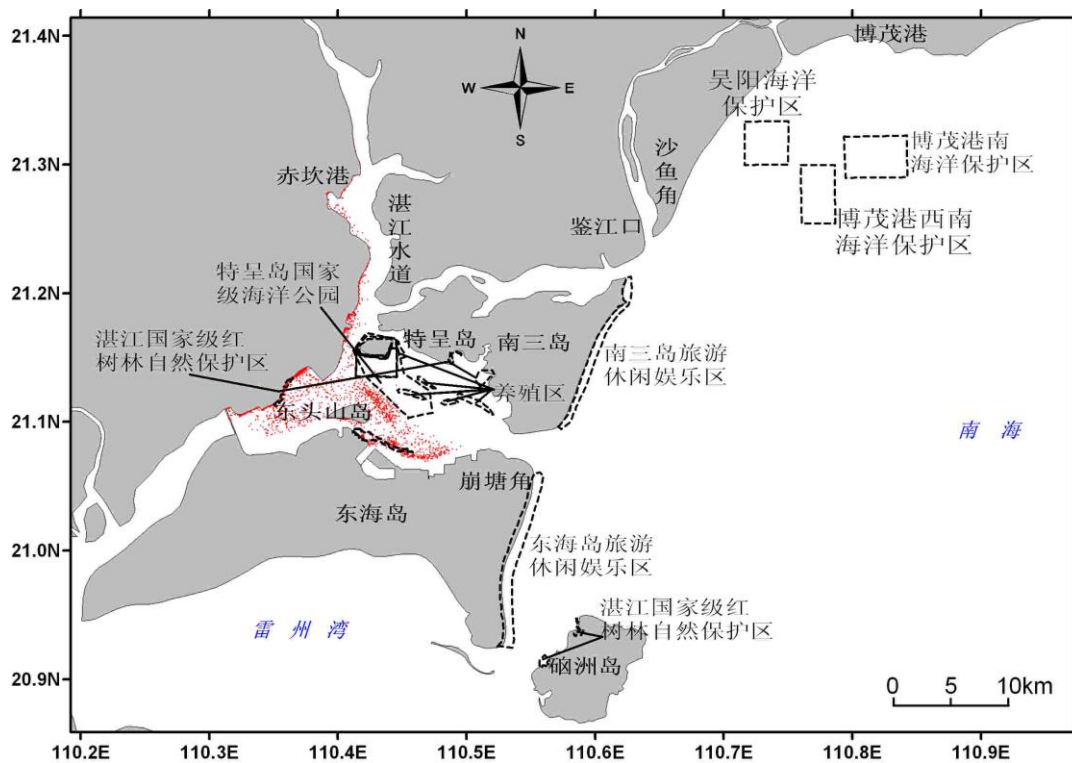 21.4N
博茂港
N
W
E
S
吴阳海洋
保护区
21.3N
沙鱼角
博茂港南
海洋保护区
赤坎港
湛江水道
鉴江口
博茂港西南
海洋保护区
特呈岛国家
级海洋公园
21.2N
湛江国家级红
树林自然保护区
特呈岛
南三岛
南三岛旅游
休闲娱乐区
养殖区
东头山岛
21.1N
南 海
崩塘角
东海岛
21.0N
东海岛旅游
休闲娱乐区
湛江国家级红
树林自然保护区
雷 州 湾
硇洲岛
20.9N
0 5 10km
110.2E 110.3E 110.4E 110.5E 110.6E 110.7E 110.8E 110.9E